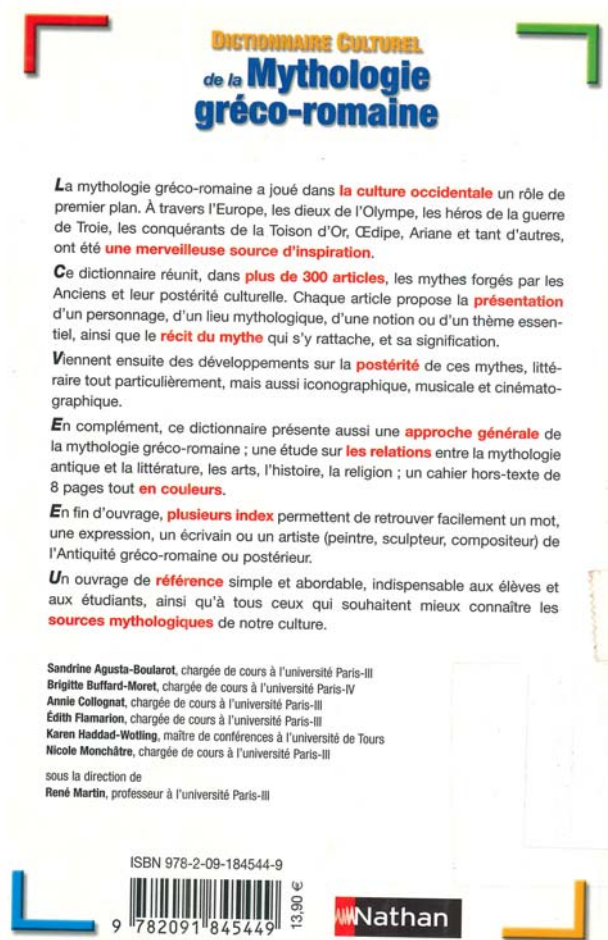 DICTIONNAIRE CULTUREL
de la Mythologie
gréco-romaine
La mythologie gréco-romaine a joué dans la culture occidentale un rôle de
premier plan. À travers l'Europe, les dieux de l'Olympe, les héros de la guerre
de Troie, les conquérants de la Toison d'Or, Œdipe, Ariane et tant d'autres,
ont été une merveilleuse source d'inspiration.
Ce dictionnaire réunit, dans plus de 300 articles, les mythes forgés par les
Anciens et leur postérité culturelle. Chaque article propose la présentation
d'un personnage, d'un lieu mythologique, d'une notion ou d'un thème essen-
tiel, ainsi que le récit du mythe qui s'y rattache, et sa signification.
Viennent ensuite des développements sur la postérité de ces mythes, litté-
raire tout particulièrement, mais aussi iconographique, musicale et cinémato-
graphique.
En complément, ce dictionnaire présente aussi une approche générale de
la mythologie gréco-romaine ; une étude sur les relations entre la mythologie
antique et la littérature, les arts, l'histoire, la religion ; un cahier hors-texte de
8 pages tout en couleurs.
En fin d'ouvrage, plusieurs index permettent de retrouver facilement un mot,
une expression, un écrivain ou un artiste (peintre, sculpteur, compositeur) de
l'Antiquité gréco-romaine ou postérieur.
Un ouvrage de référence simple et abordable, indispensable aux élèves et
aux étudiants, ainsi qu'à tous ceux qui souhaitent mieux connaître les
sources mythologiques de notre culture.
Sandrine Agusta-Boularot, chargée de cours à l'université Paris-III
Brigitte Buffard-Moret, chargée de cours à l'université Paris-IV
Annie Collognat, chargée de cours à l'université Paris-III
Édith Flamarion, chargée de cours à l'université Paris-III
Karen Haddad-Wotling, maître de conférences à l'université de Tours
Nicole Monchâtre, chargée de cours à l'université Paris-III
sous la direction de
René Martin, professeur à l'université Paris-III
ISBN 978-2-09-184544-9
9 782091 845449
13,90 €
Nathan